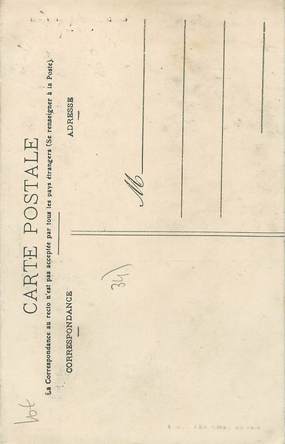 CARTE POSTALE
La Correspondance au recto n'est pas acceptée par tous les pays étrangers (Se renseigner à la Poste).
CORRESPONDANCE
ADRESSE
M
Lot